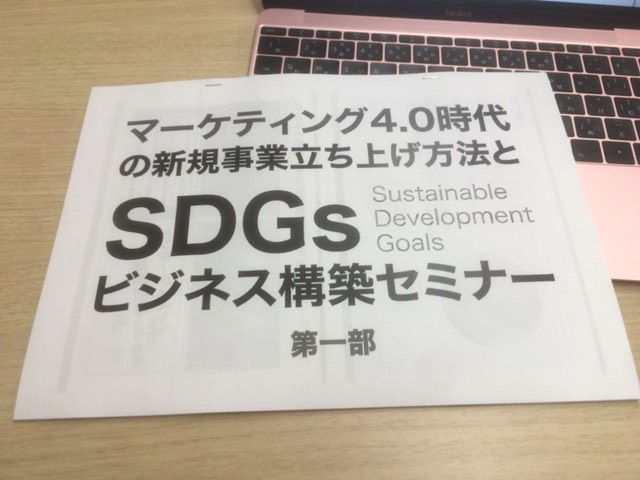 MacBook
マーケティング4.0時代
の新規事業立ち上げ方法と
SDGs
Sustainable
Development
Goals
ビジネス構築セミナー
第一部